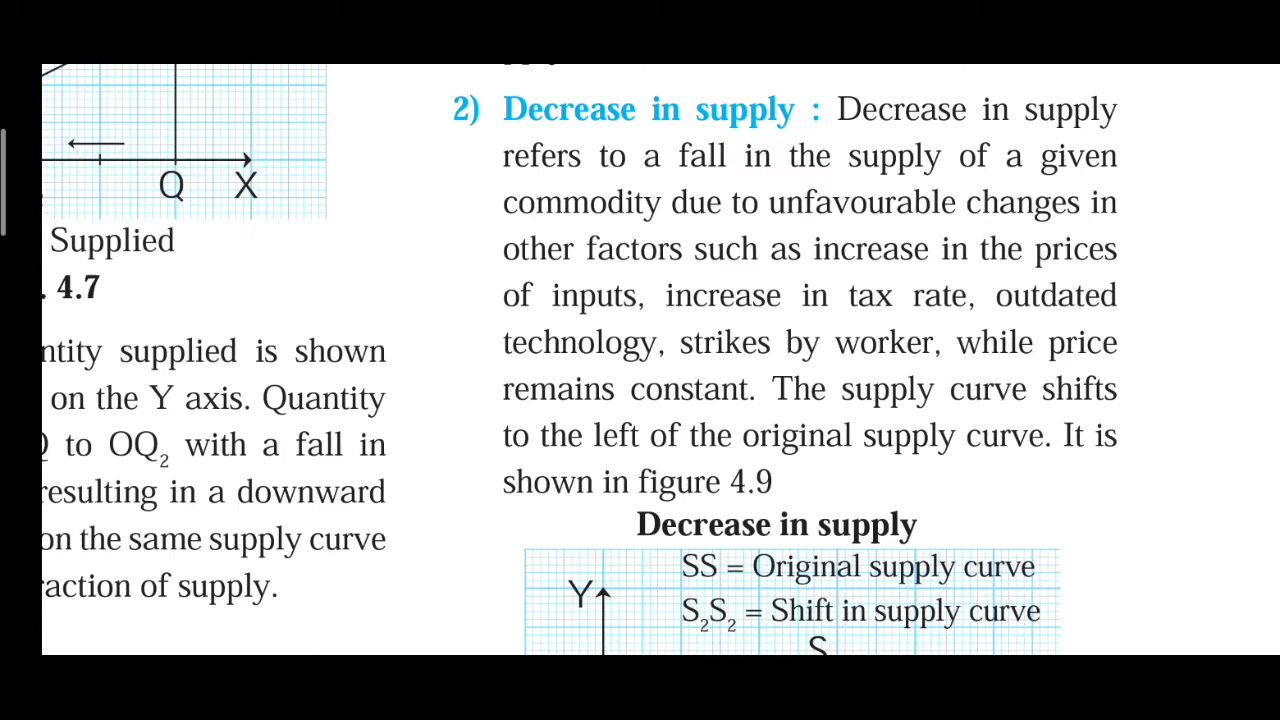 Q X
Supplied
. 4.7
ntity supplied is shown
on the Y axis. Quantity
to OQ₂ with a fall in
resulting in a downward
on the same supply curve
raction of supply.
2) Decrease in supply : Decrease in supply
refers to a fall in the supply of a given
commodity due to unfavourable changes in
other factors such as increase in the prices
of inputs, increase in tax rate, outdated
technology, strikes by worker, while price
remains constant. The supply curve shifts
to the left of the original supply curve. It is
shown in figure 4.9
Decrease in supply
SS = Original supply curve
Y
S₂S₂ = Shift in supply curve
S